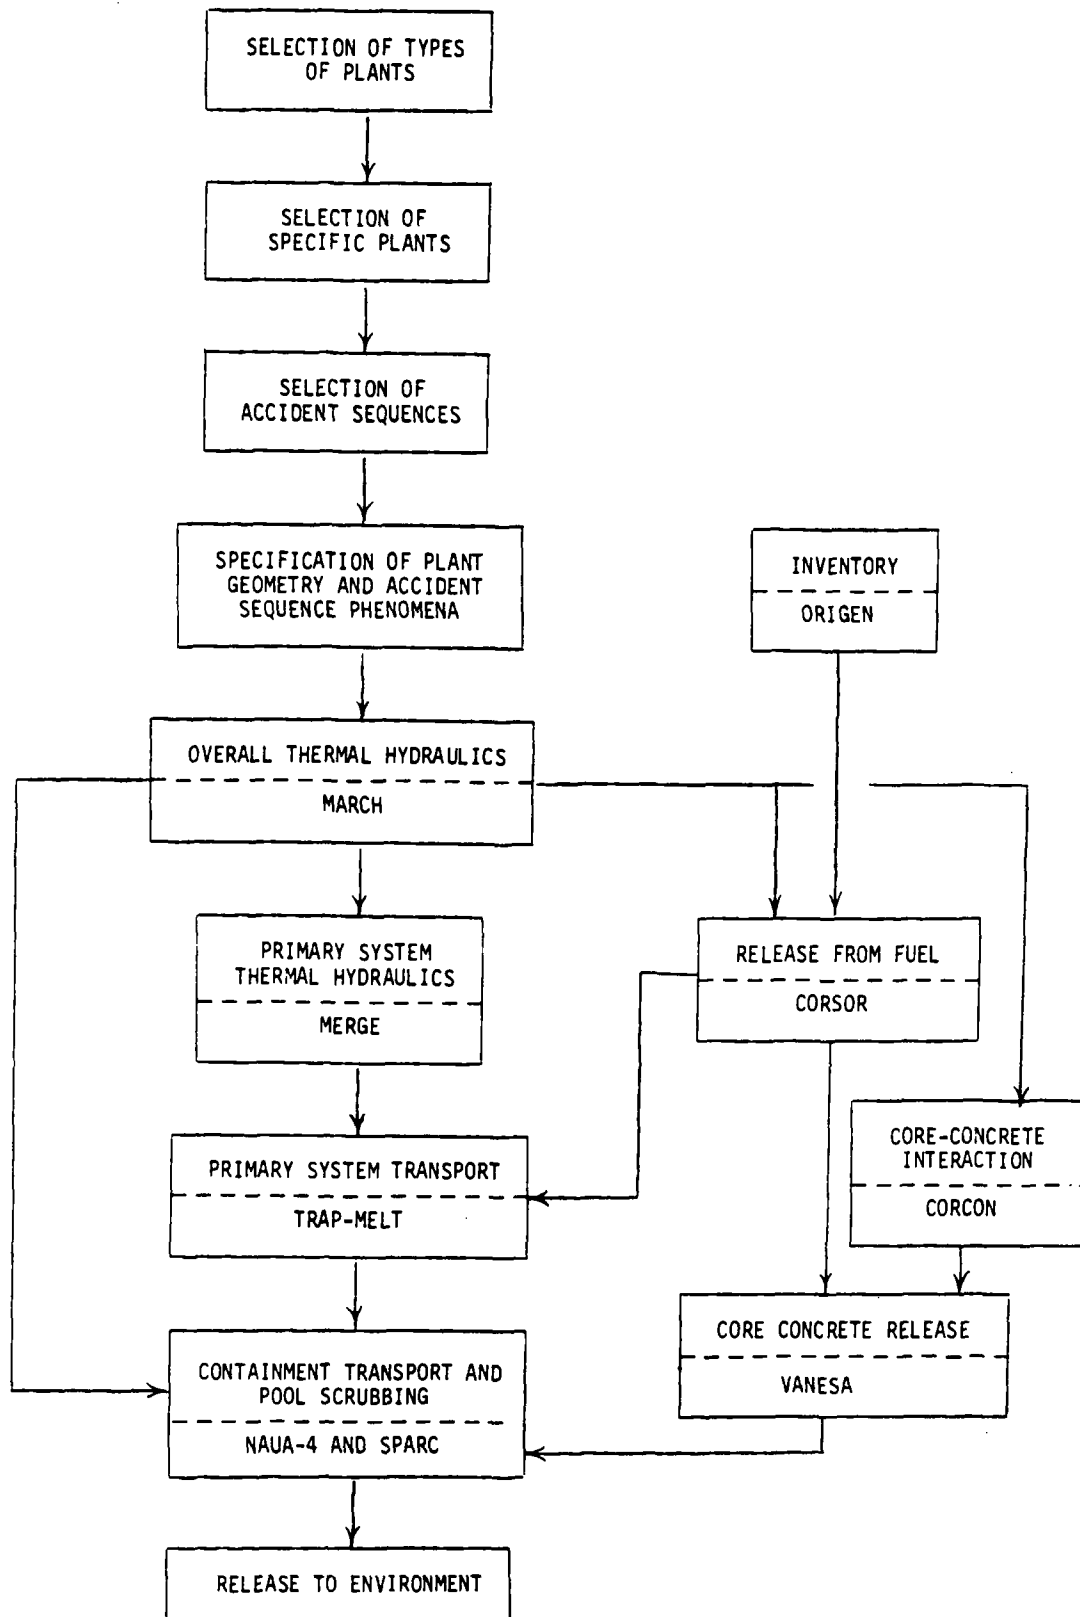 SELECTION OF TYPES
OF PLANTS
SELECTION OF
SPECIFIC PLANTS
SELECTION OF
ACCIDENT SEQUENCES
SPECIFICATION OF PLANT
GEOMETRY AND ACCIDENT
SEQUENCE PHENOMENA
INVENTORY
ORIGEN
OVERALL THERMAL HYDRAULICS
MARCH
PRIMARY SYSTEM
THERMAL HYDRAULICS
MERGE
RELEASE FROM FUEL
CORSOR
CORE-CONCRETE
INTERACTION
CORCON
PRIMARY SYSTEM TRANSPORT
TRAP-MELT
CORE CONCRETE RELEASE
VANESA
CONTAINMENT TRANSPORT AND
POOL SCRUBBING
NAUA-4 AND SPARC
RELEASE TO ENVIRONMENT